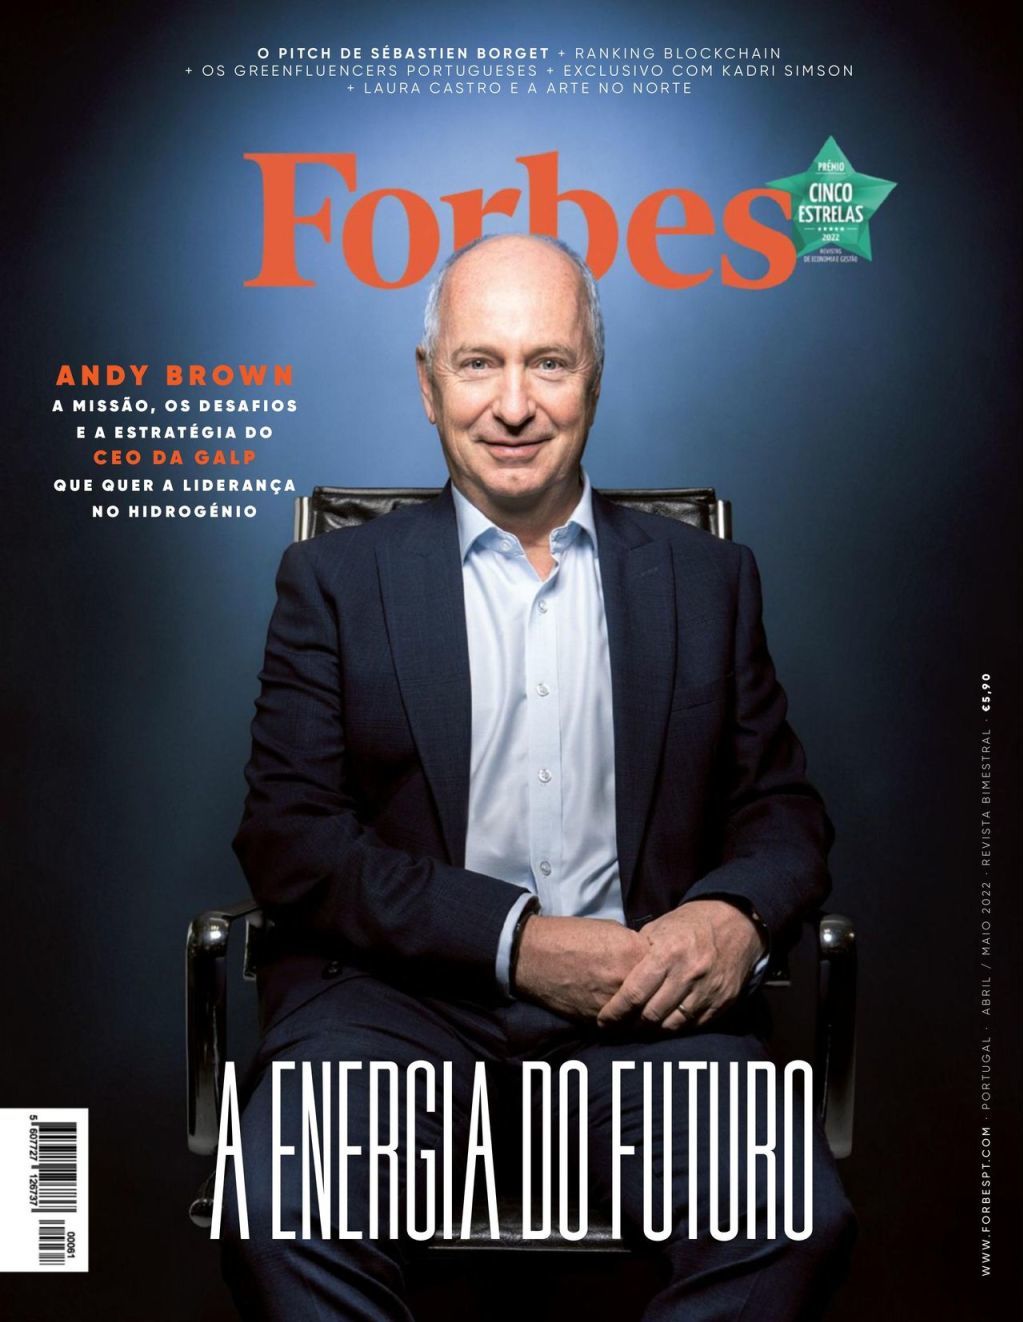 O PITCH DE SÉBASTIEN BORGET + RANKING BLOCKCHAIN
+ OS GREENFLUENCERS PORTUGUESES + EXCLUSIVO COM KADRI SIMSON
+ LAURA CASTRO E A ARTE NO NORTE
Forbes
PRÉMIO
CINCO
ESTRELAS
2022
REVISTAS
DE ECONOMIA E GESTÃO
ANDY BROWN
A MISSÃO, OS DESAFIOS
E A ESTRATÉGIA DO
CEO DA GALP
QUE QUER A LIDERANÇA
NO HIDROGÉNIO
A ENERGIA DO FUTURO
WWW.FORBESPT.COM · PORTUGAL · ABRIL / MAIO 2022 · REVISTA BIMESTRAL · €5,90
5 607727 126737
00061